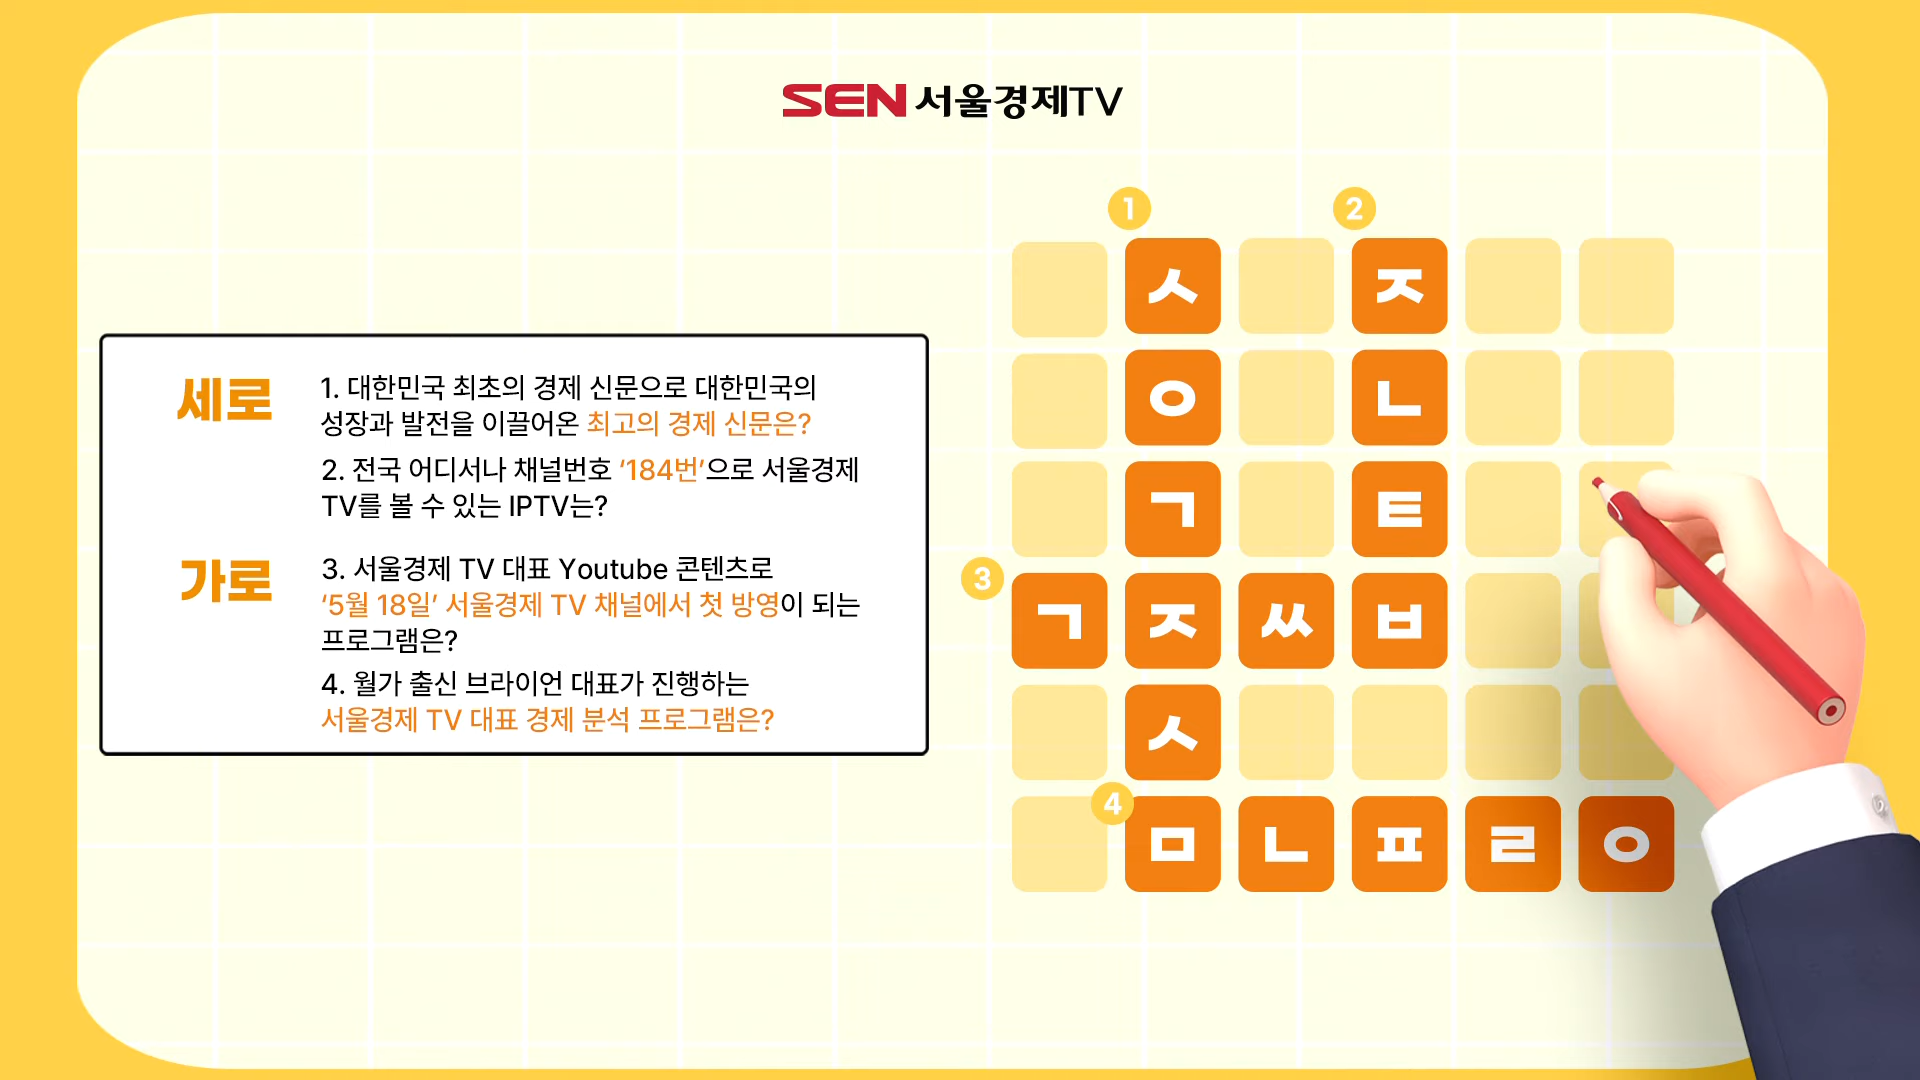 SEN 서울경제TV
세로
1. 대한민국 최초의 경제 신문으로 대한민국의
성장과 발전을 이끌어온 최고의 경제 신문은?
2. 전국 어디서나 채널번호 ‘184번’으로 서울경제
TV를 볼 수 있는 IPTV는?
가로
3. 서울경제 TV 대표 Youtube 콘텐츠로
‘5월 18일’ 서울경제 TV 채널에서 첫 방영이 되는
프로그램은?
4. 월가 출신 브라이언 대표가 진행하는
서울경제 TV 대표 경제 분석 프로그램은?
1 2
ㅅ ㅈ
ㅇ ㄴ
ㄱ ㅌ
3 ㄱ ㅈ ㅆ ㅂ
ㅅ
4 ㅁ ㄴ ㅍ ㄹ ㅇ